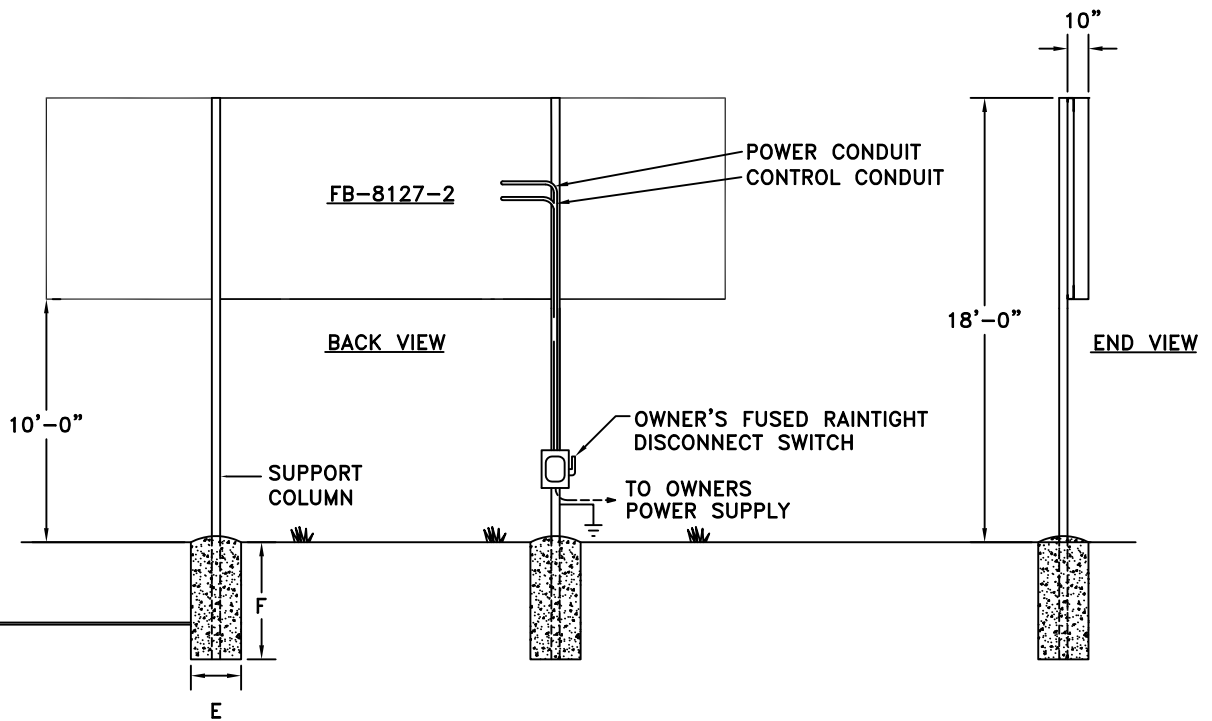 10”
POWER CONDUIT
CONTROL CONDUIT
FB-8127-2
18’-0”
BACK VIEW
END VIEW
10’-0”
OWNER’S FUSED RAINTIGHT
DISCONNECT SWITCH
SUPPORT
COLUMN
TO OWNERS
POWER SUPPLY
F
E